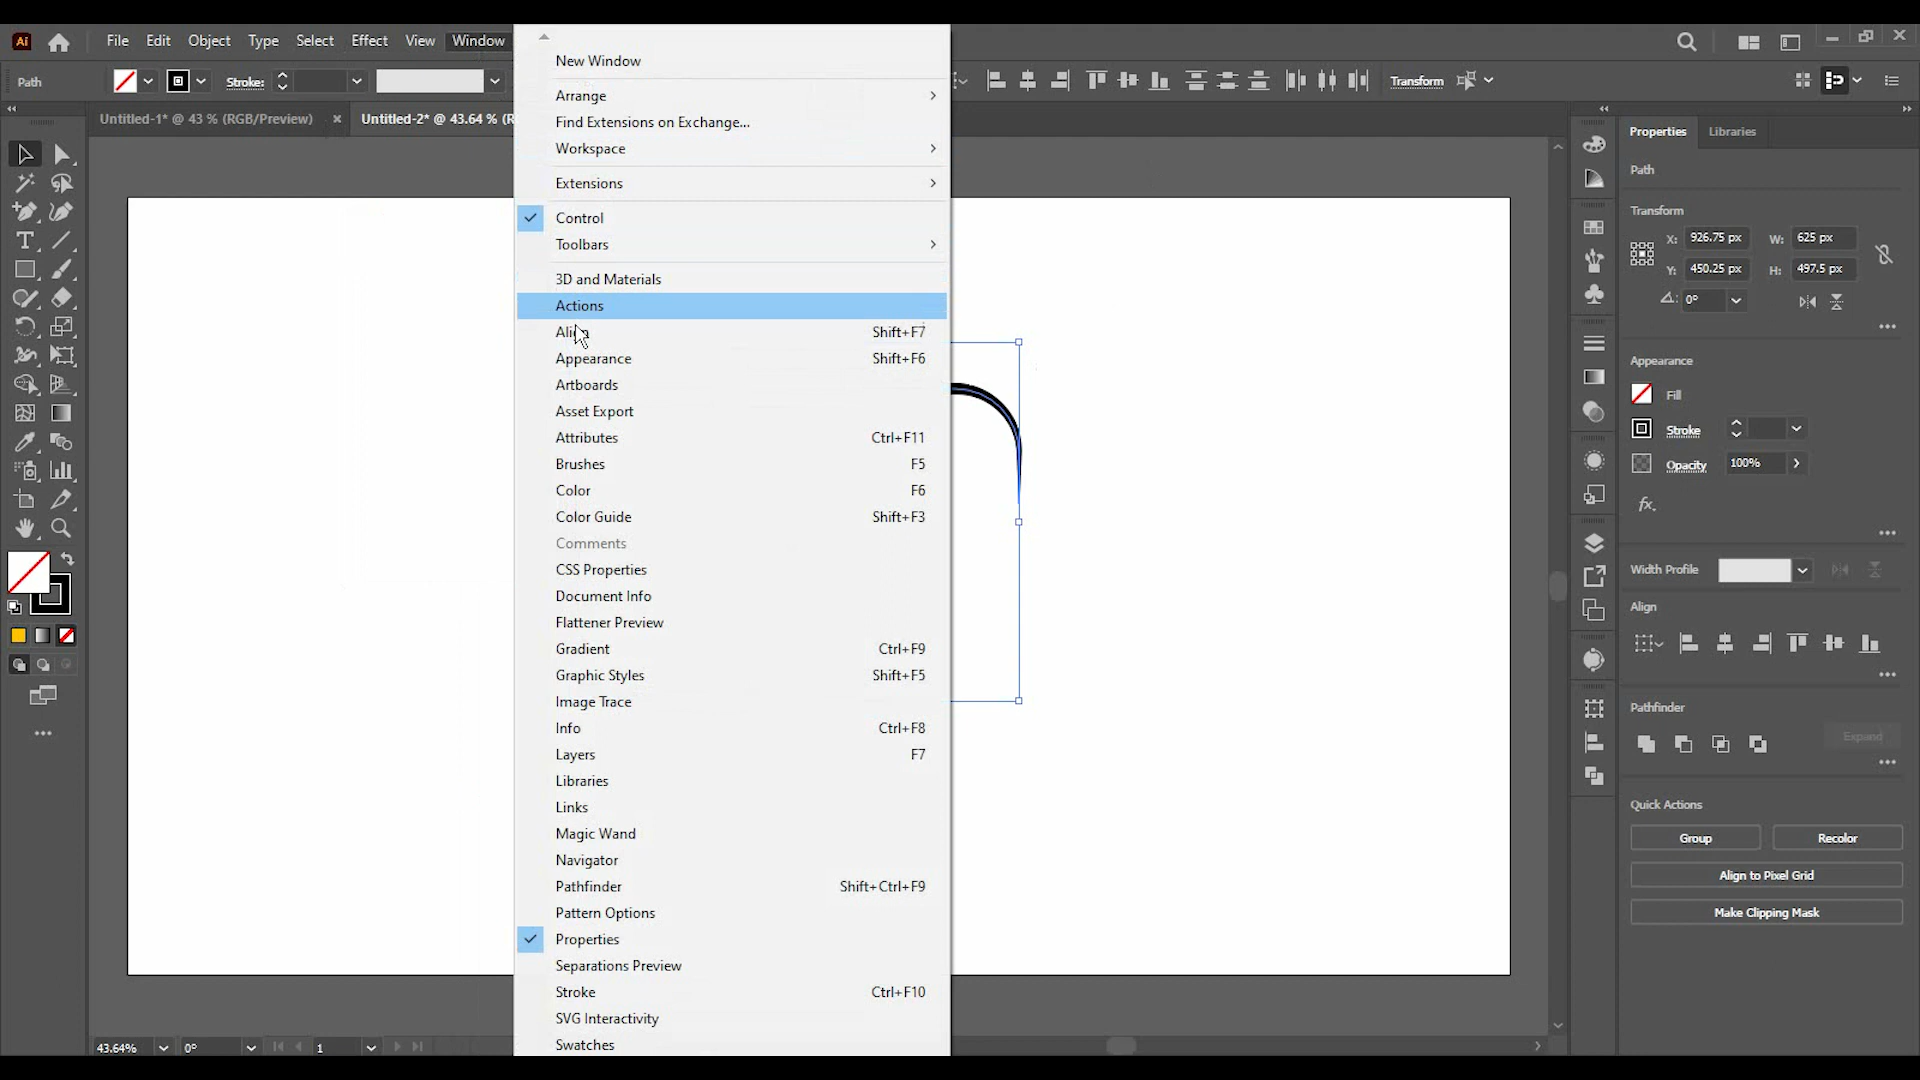 Ai File Edit Object Type Select Effect View Window
Path Stroke: Transform
Untitled-1* @ 43 % (RGB/Preview) × Untitled-2* @ 43.64 %
New Window
Arrange
Find Extensions on Exchange...
Workspace
Extensions
Control
Toolbars
3D and Materials
Actions
Align Shift+F7
Appearance Shift+F6
Artboards
Asset Export
Attributes Ctrl+F11
Brushes F5
Color F6
Color Guide Shift+F3
Comments
CSS Properties
Document Info
Flattener Preview
Gradient Ctrl+F9
Graphic Styles Shift+F5
Image Trace
Info Ctrl+F8
Layers F7
Libraries
Links
Magic Wand
Navigator
Pathfinder Shift+Ctrl+F9
Pattern Options
Properties
Separations Preview
Stroke Ctrl+F10
SVG Interactivity
Swatches
Properties Libraries
Path
Transform
X: 926.75 px W: 625 px
Y: 450.25 px H: 497.5 px
0°
Appearance
Fill
Stroke
Opacity 100%
fx.
Width Profile
Align
Pathfinder
Expand
Quick Actions
Group Recolor
Align to Pixel Grid
Make Clipping Mask
43.64% 0° 1